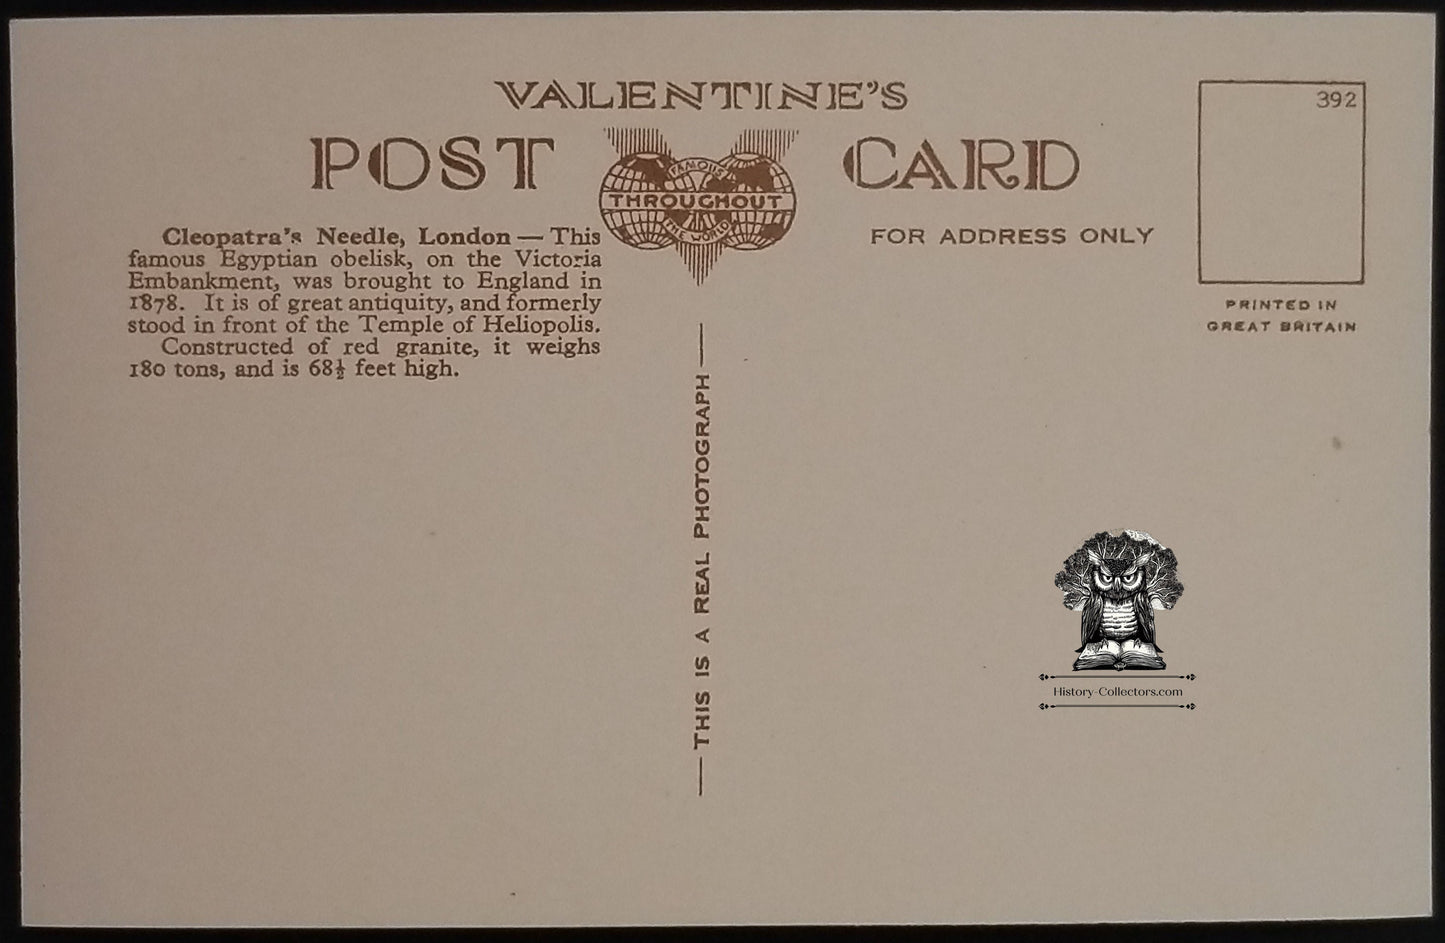 VALENTINE'S
POST CARD
392
FAMOUS
THROUGHOUT
THE WORLD
Cleopatra's Needle, London — This
famous Egyptian obelisk, on the Victoria
Embankment, was brought to England in
1878. It is of great antiquity, and formerly
stood in front of the Temple of Heliopolis.
Constructed of red granite, it weighs
180 tons, and is 68½ feet high.
FOR ADDRESS ONLY
PRINTED IN
GREAT BRITAIN
— THIS IS A REAL PHOTOGRAPH —
History-Collectors.com